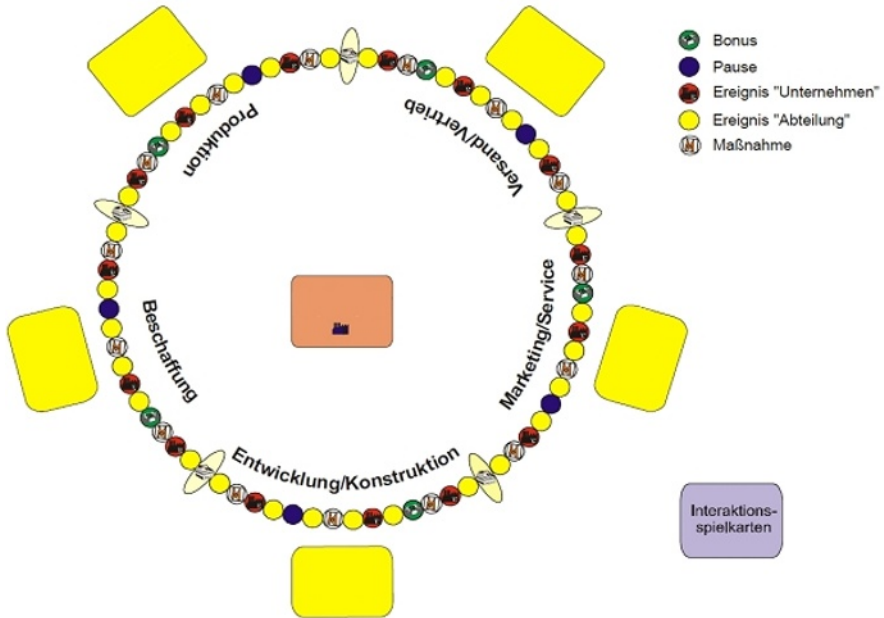 Bonus
Pause
Ereignis "Unternehmen"
Ereignis "Abteilung"
Maßnahme
Produktion
Versand/Vertrieb
Beschaffung
Marketing/Service
Entwicklung/Konstruktion
Interaktions-
spielkarten